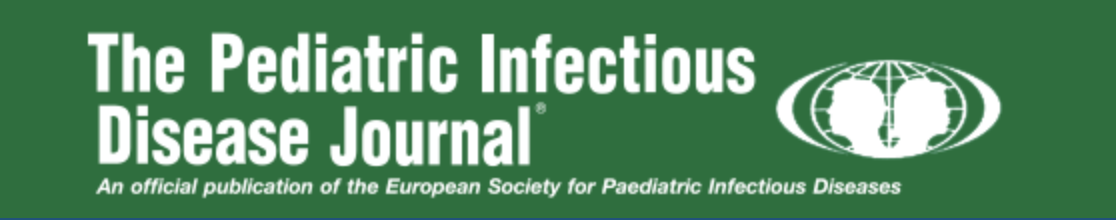 The Pediatric Infectious
Disease Journal®
An official publication of the European Society for Paediatric Infectious Diseases